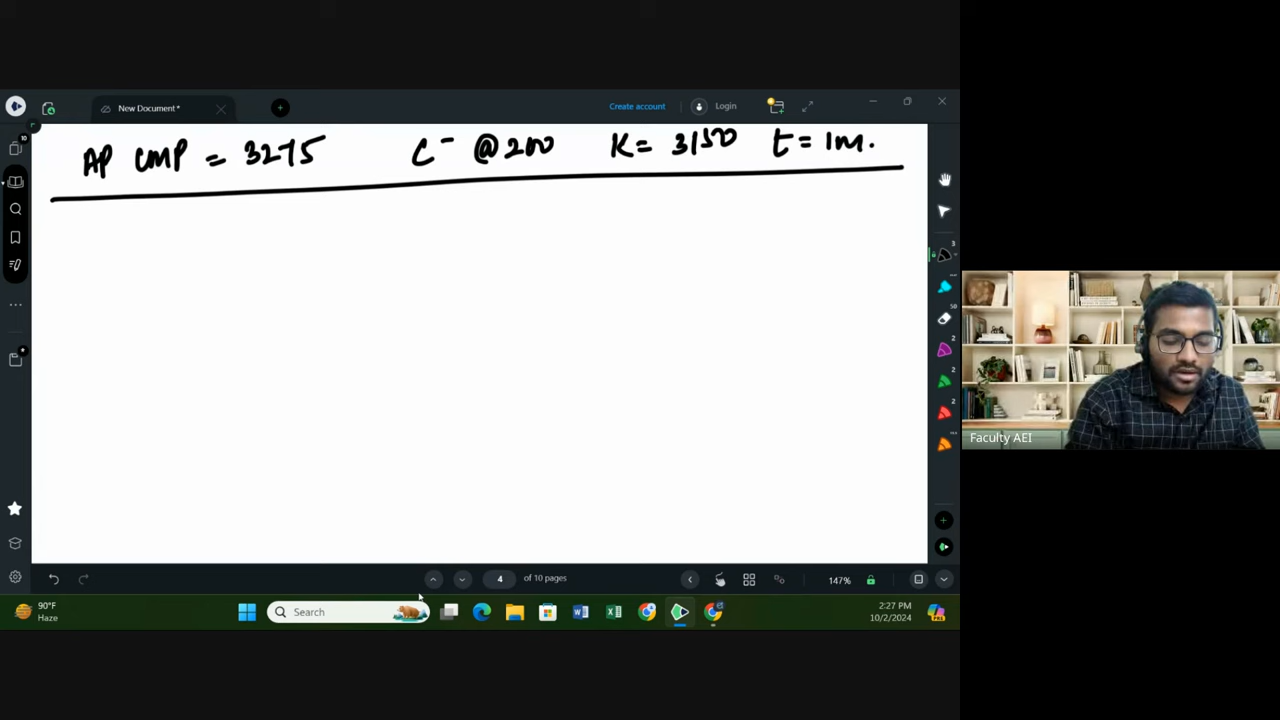 New Document*
Create account
Login
AP CMP = 3275 C⁻ @ 200 K = 3150 t = 1m.
Faculty AEI
4 of 10 pages
147%
90°F
Haze
Search
2:27 PM
10/2/2024